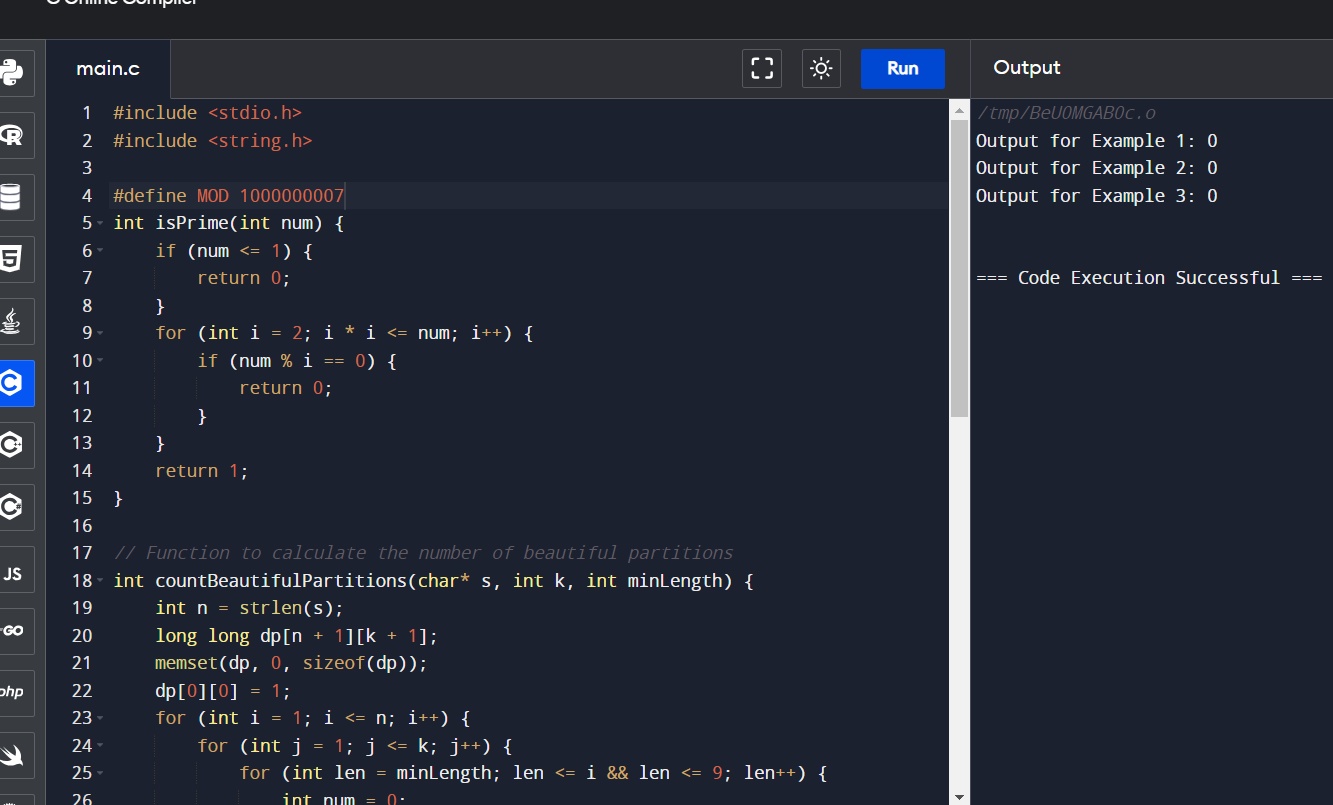 C Online Compiler
main.c
Run
Output
1 #include <stdio.h>
2 #include <string.h>
3
4 #define MOD 1000000007
5 int isPrime(int num) {
6     if (num <= 1) {
7         return 0;
8     }
9     for (int i = 2; i * i <= num; i++) {
10         if (num % i == 0) {
11             return 0;
12         }
13     }
14     return 1;
15 }
16
17 // Function to calculate the number of beautiful partitions
18 int countBeautifulPartitions(char* s, int k, int minLength) {
19     int n = strlen(s);
20     long long dp[n + 1][k + 1];
21     memset(dp, 0, sizeof(dp));
22     dp[0][0] = 1;
23     for (int i = 1; i <= n; i++) {
24         for (int j = 1; j <= k; j++) {
25             for (int len = minLength; len <= i && len <= 9; len++) {
26                 int num = 0;
/tmp/BeU0MGAB0c.o
Output for Example 1: 0
Output for Example 2: 0
Output for Example 3: 0
=== Code Execution Successful ===
R
5
C
C
C
JS
GO
php